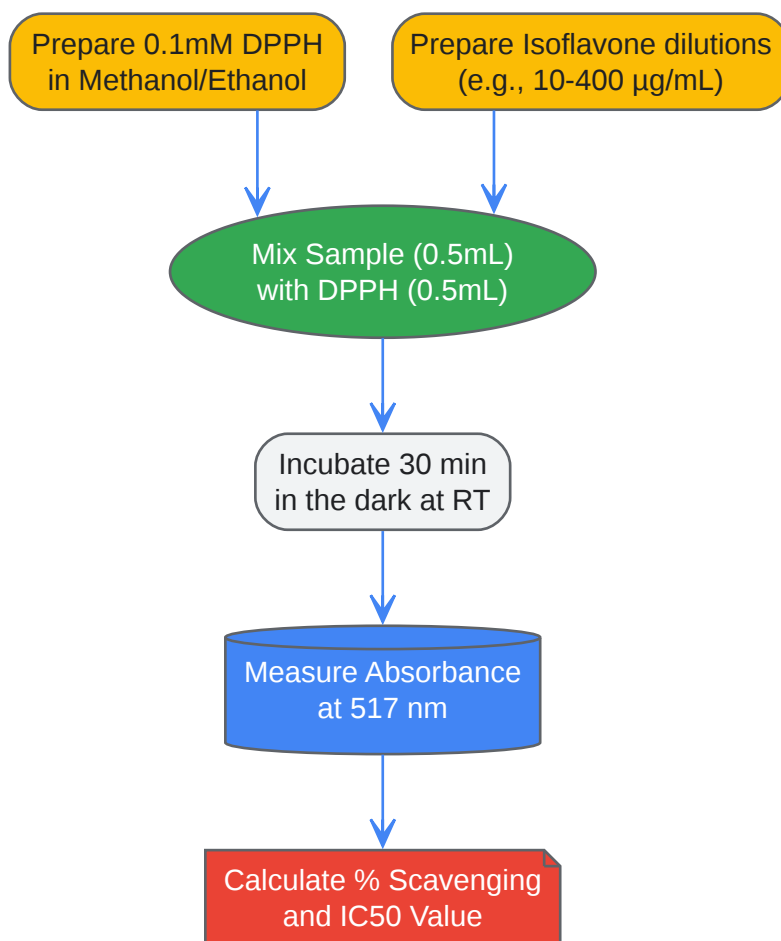 Prepare 0.1mM DPPH
in Methanol/Ethanol
Prepare Isoflavone dilutions
(e.g., 10-400 µg/mL)
Mix Sample (0.5mL)
with DPPH (0.5mL)
Incubate 30 min
in the dark at RT
Measure Absorbance
at 517 nm
Calculate % Scavenging
and IC50 Value